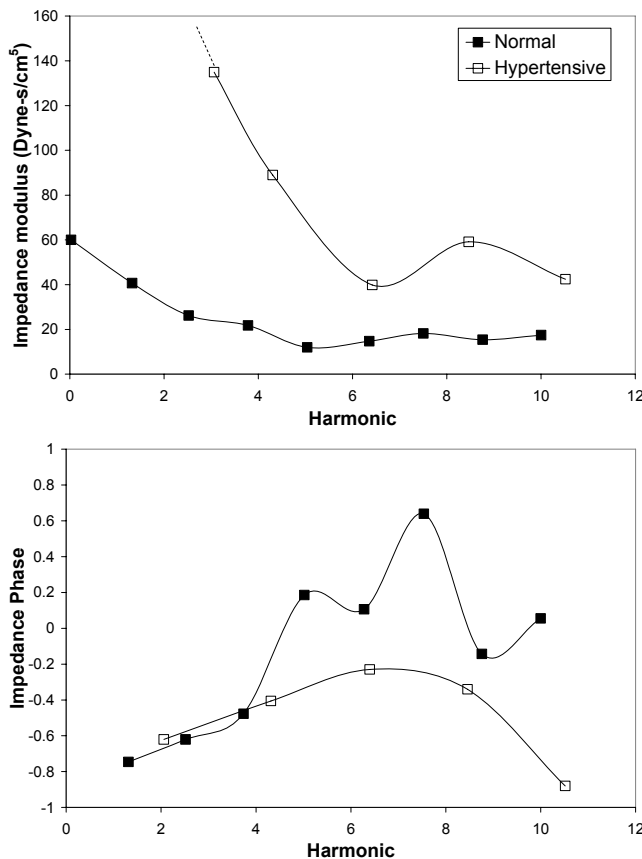 160
140
120
100
80
60
40
20
0
Impedance modulus (Dyne-s/cm⁵)
Normal
Hypertensive
0 2 4 6 8 10 12
Harmonic
1
0.8
0.6
0.4
0.2
0
-0.2
-0.4
-0.6
-0.8
-1
Impedance Phase
0 2 4 6 8 10 12
Harmonic